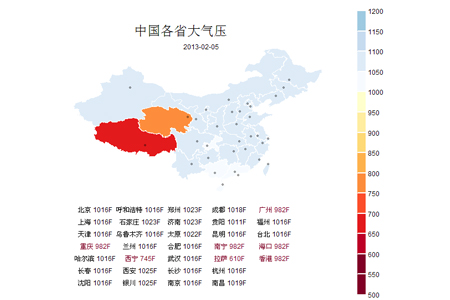 中国各省大气压
2013-02-05
北京 1016F 呼和浩特 1016F 郑州 1023F 成都 1018F 广州 982F
上海 1016F 石家庄 1023F 济南 1023F 贵阳 1011F 福州 1016F
天津 1016F 乌鲁木齐 1016F 太原 1022F 昆明 1016F 台北 1016F
重庆 982F 兰州 1016F 合肥 1016F 南宁 982F 海口 982F
哈尔滨 1016F 西宁 745F 武汉 1016F 拉萨 610F 香港 982F
长春 1016F 西安 1025F 长沙 1016F 杭州 1016F
沈阳 1016F 银川 1025F 南京 1016F 南昌 1019F
1200
1150
1100
1050
1000
950
900
850
800
750
700
650
600
550
500